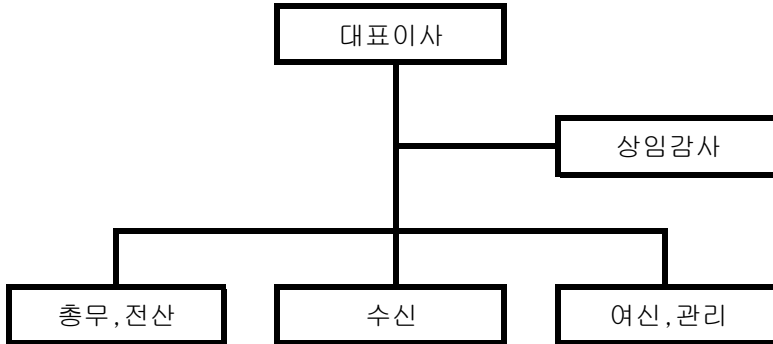 대표이사
상임감사
총무,전산
수신
여신,관리